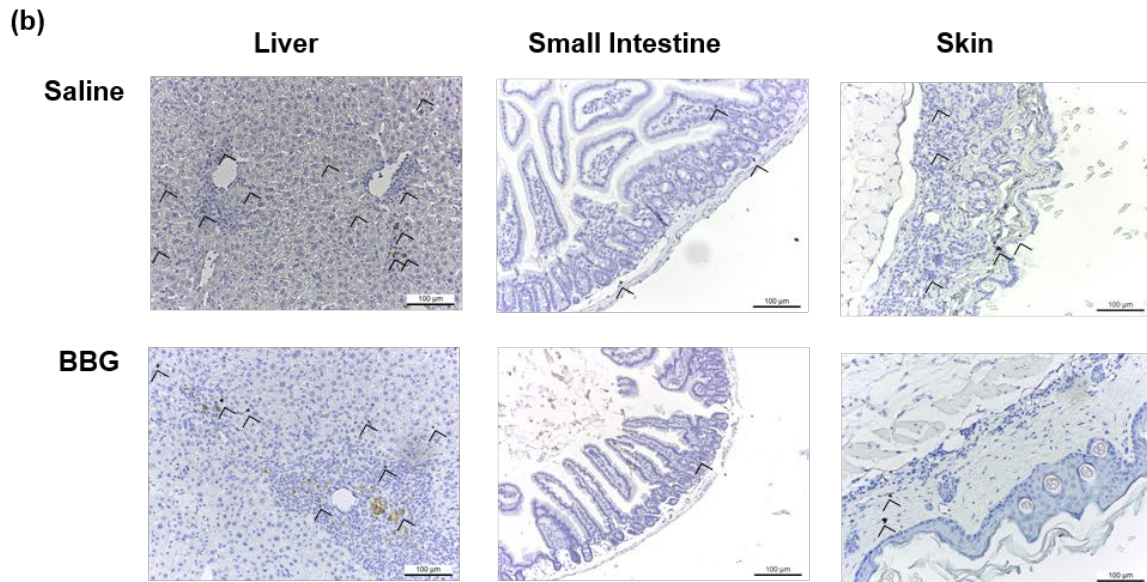 (b)
Liver Small Intestine Skin
Saline
100 µm 100 µm 100 µm
BBG
100 µm 100 µm 100 µm